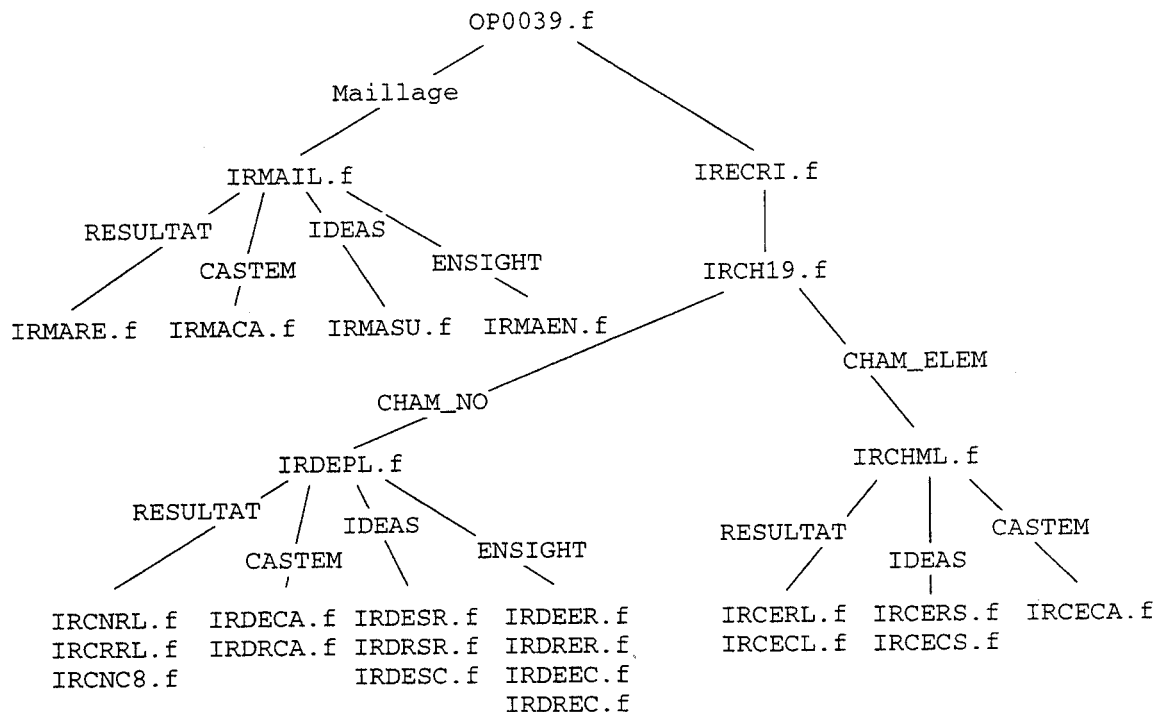 OP0039.f
Maillage
IRMAIL.f
IRECRI.f
RESULTAT
IDEAS
CASTEM
ENSIGHT
IRCH19.f
IRMARE.f IRMACA.f IRMASU.f IRMAEN.f
CHAM_ELEM
CHAM_NO
IRDEPL.f
IRCHML.f
RESULTAT
IDEAS
CASTEM
ENSIGHT
RESULTAT
CASTEM
IDEAS
IRCNRL.f IRDECA.f IRDESR.f IRDEER.f
IRCRRL.f IRDRCA.f IRDRSR.f IRDRER.f
IRCNC8.f IRDESC.f IRDEEC.f
IRDREC.f
IRCERL.f IRCERS.f IRCECA.f
IRCECL.f IRCECS.f